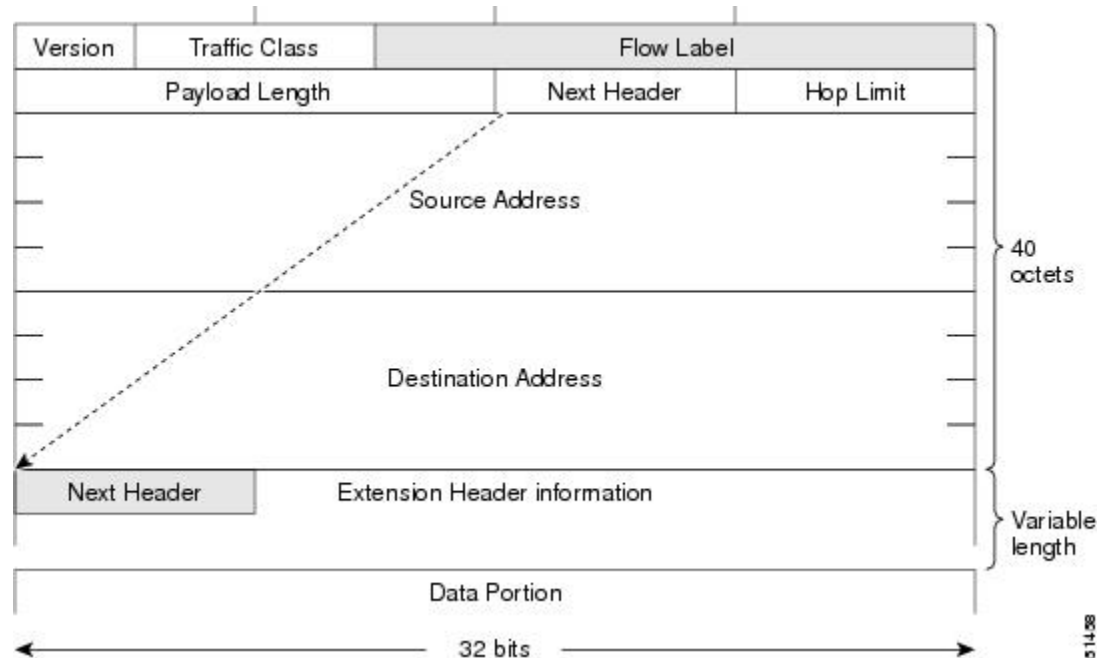 Version Traffic Class Flow Label
Payload Length Next Header Hop Limit
Source Address
40
octets
Destination Address
Next Header Extension Header information
Variable
length
Data Portion
32 bits
51458